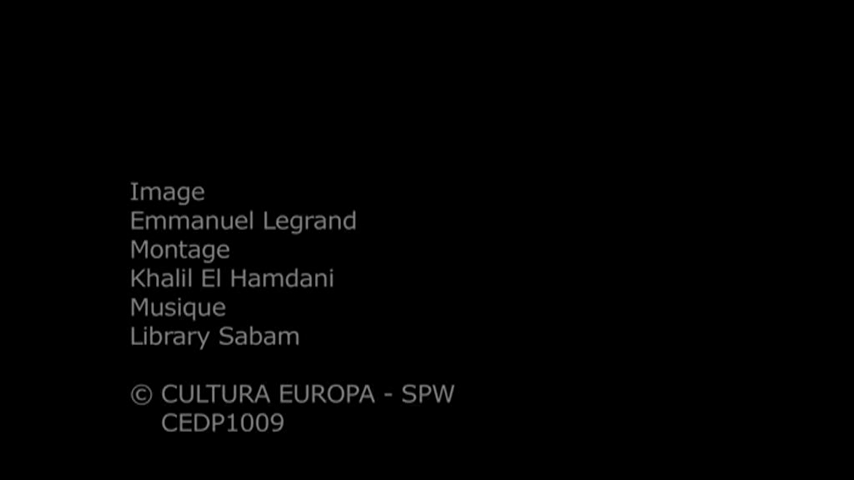 Image
Emmanuel Legrand
Montage
Khalil El Hamdani
Musique
Library Sabam
© CULTURA EUROPA - SPW
CEDP1009